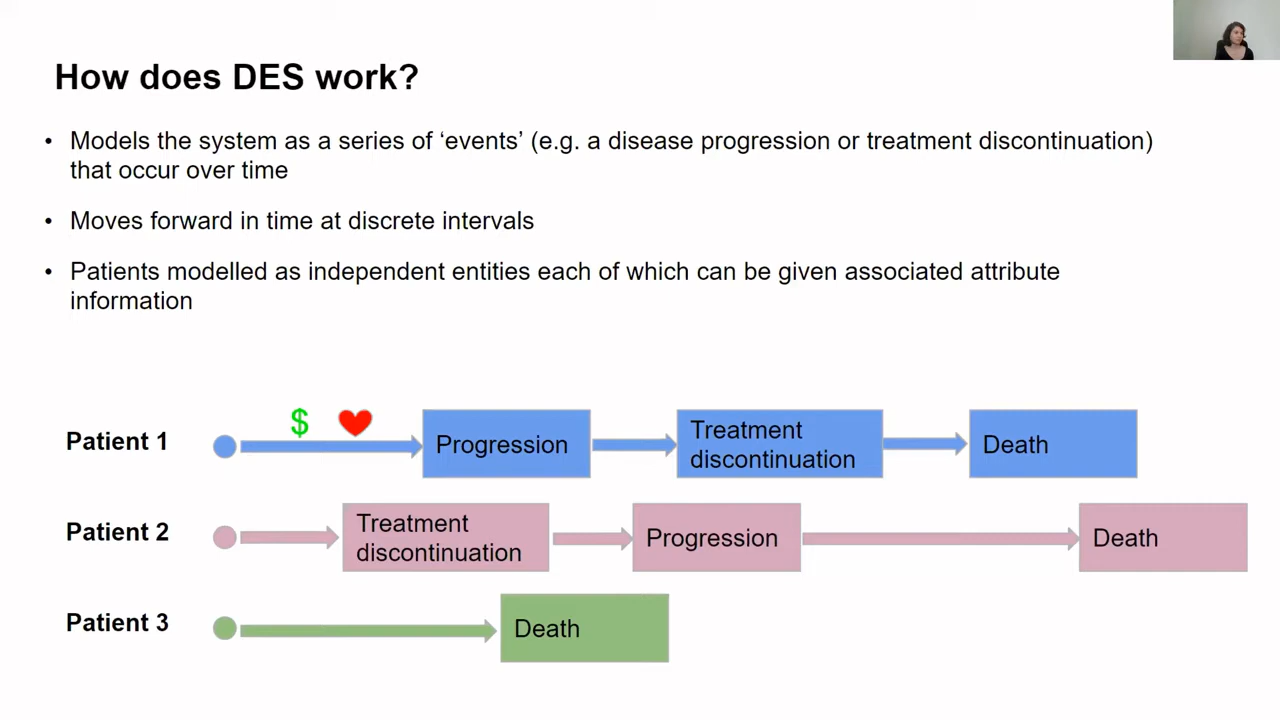 How does DES work?
• Models the system as a series of ‘events’ (e.g. a disease progression or treatment discontinuation)
that occur over time
• Moves forward in time at discrete intervals
• Patients modelled as independent entities each of which can be given associated attribute
information
$
Patient 1
Progression
Treatment
discontinuation
Death
Patient 2
Treatment
discontinuation
Progression
Death
Patient 3
Death